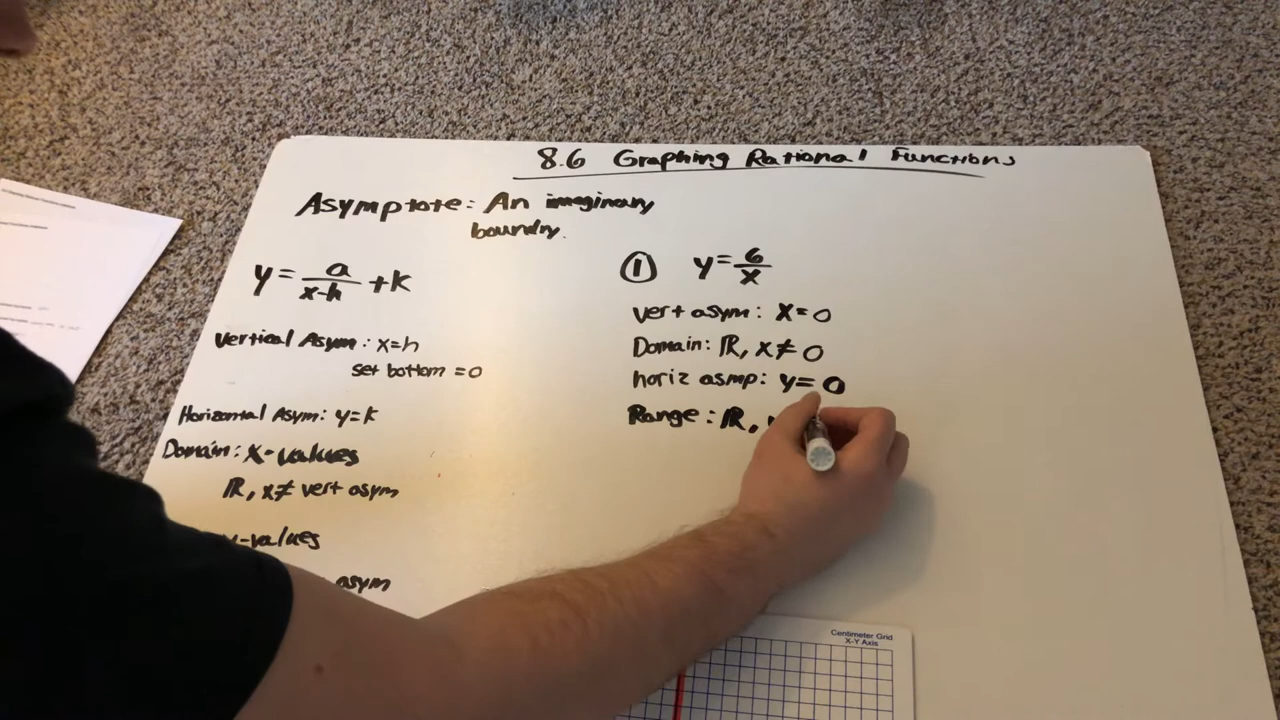 8.6 Graphing Rational Functions
Asymptote: An imaginary
boundry.
y = a/(x-h) + k
Vertical Asym: x=h
set bottom = 0
Horizontal Asym: y=k
Domain: x-values
ℝ, x≠ vert asym
y-values
asym
① y = 6/x
vert asym: x=0
Domain: ℝ, x≠0
horiz asmp: y=0
Range: ℝ,
Centimeter Grid
X-Y Axis